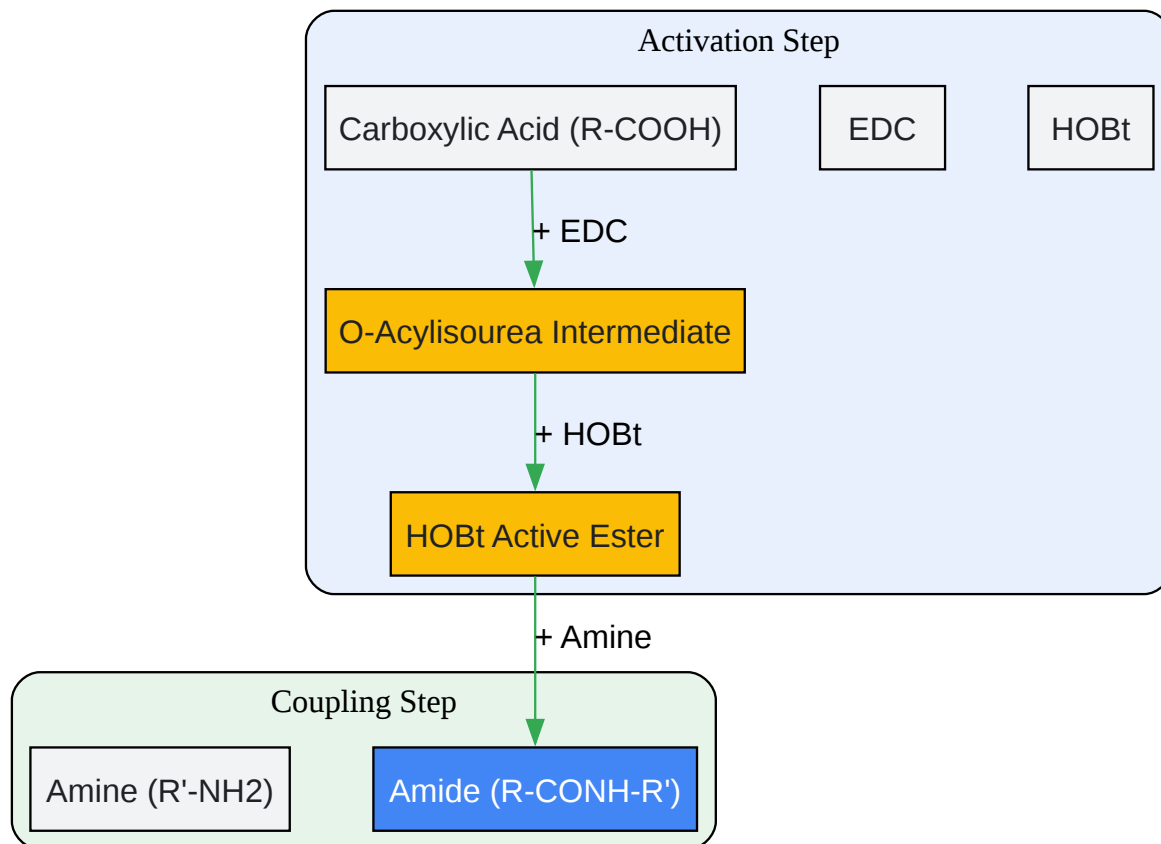 Activation Step
Carboxylic Acid (R-COOH)
EDC
HOBt
+ EDC
O-Acylisourea Intermediate
+ HOBt
HOBt Active Ester
+ Amine
Coupling Step
Amine (R'-NH2)
Amide (R-CONH-R')